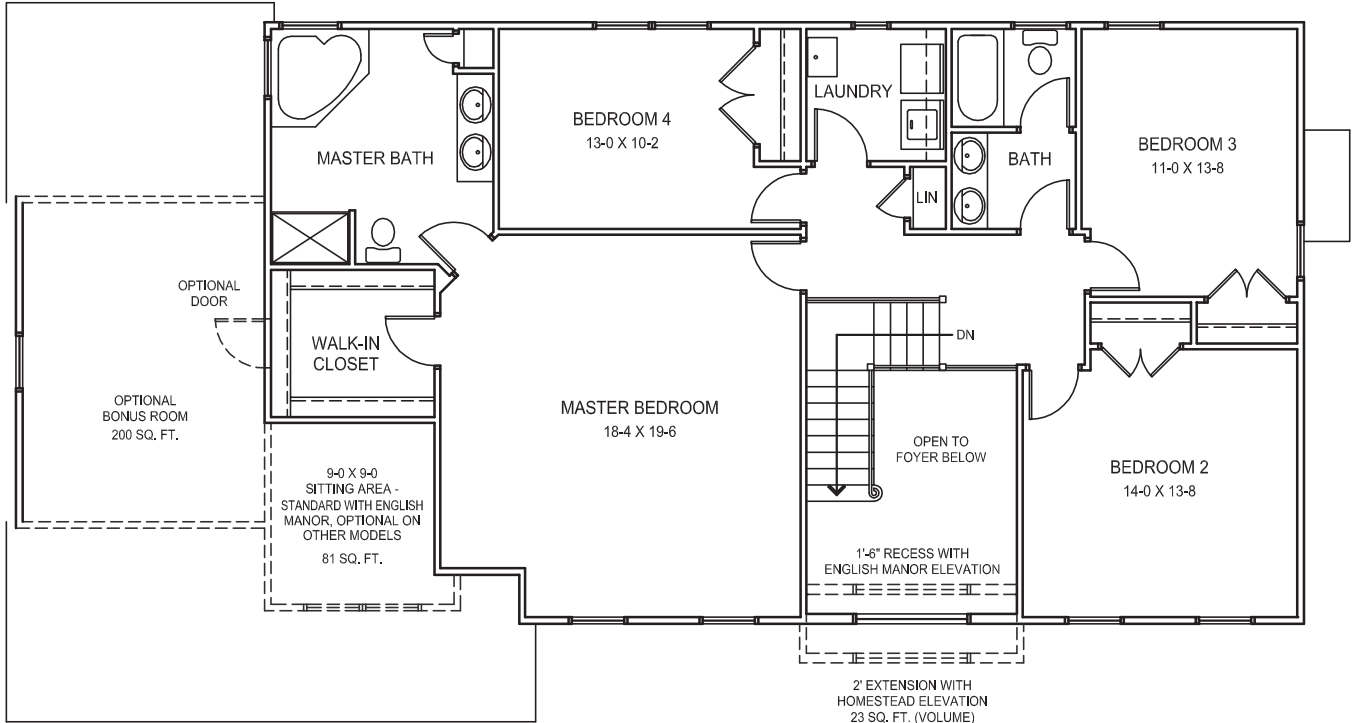 BEDROOM 4
13-0 X 10-2
LAUNDRY
MASTER BATH
BATH
BEDROOM 3
11-0 X 13-8
LIN
OPTIONAL
DOOR
WALK-IN
CLOSET
DN
OPTIONAL
BONUS ROOM
200 SQ. FT.
MASTER BEDROOM
18-4 X 19-6
OPEN TO
FOYER BELOW
BEDROOM 2
14-0 X 13-8
9-0 X 9-0
SITTING AREA -
STANDARD WITH ENGLISH
MANOR, OPTIONAL ON
OTHER MODELS
81 SQ. FT.
1'-6" RECESS WITH
ENGLISH MANOR ELEVATION
2' EXTENSION WITH
HOMESTEAD ELEVATION
23 SQ. FT. (VOLUME)